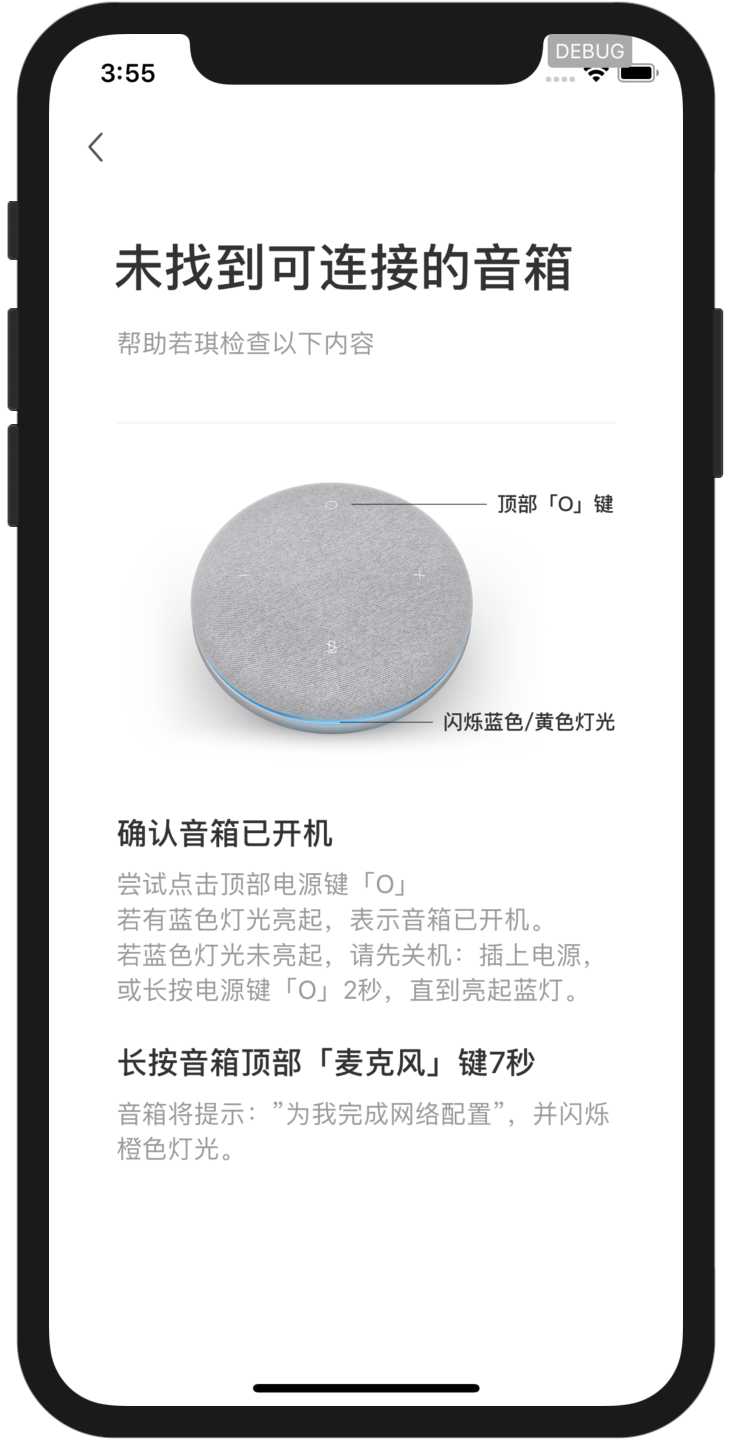 DEBUG
3:55
未找到可连接的音箱
帮助若琪检查以下内容
顶部「O」键
闪烁蓝色/黄色灯光
确认音箱已开机
尝试点击顶部电源键「O」
若有蓝色灯光亮起，表示音箱已开机。
若蓝色灯光未亮起，请先关机：插上电源，
或长按电源键「O」2秒，直到亮起蓝灯。
长按音箱顶部「麦克风」键7秒
音箱将提示：”为我完成网络配置”，并闪烁
橙色灯光。